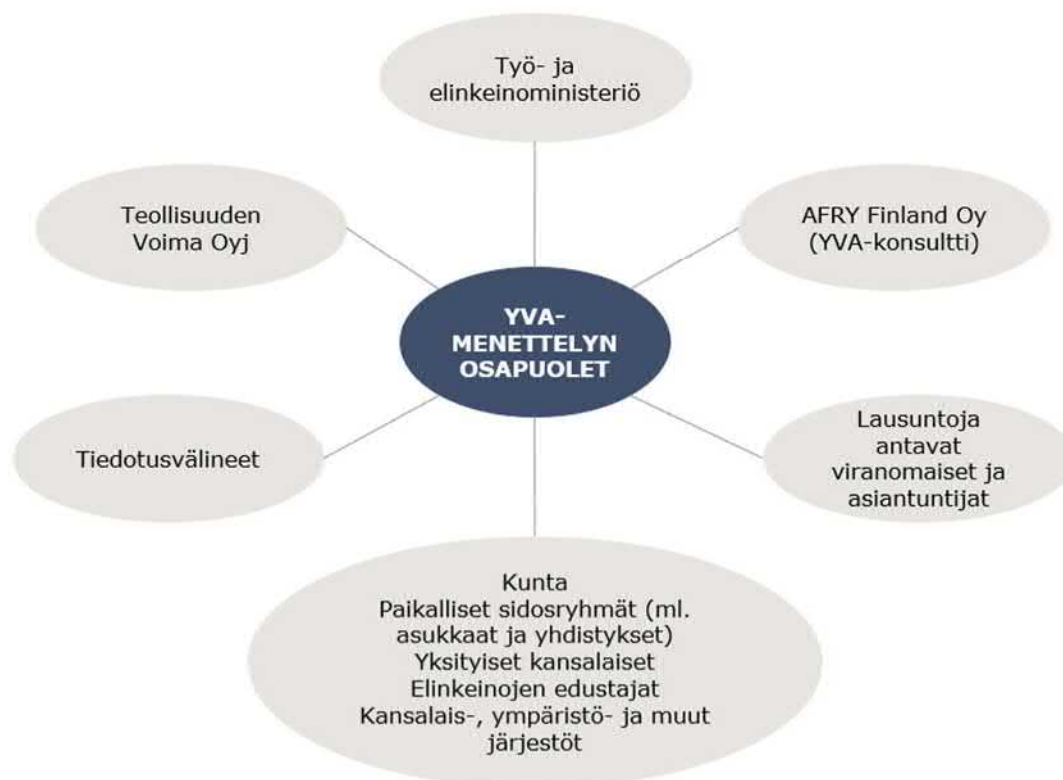 Työ- ja
elinkeinoministeriö
Teollisuuden
Voima Oyj
AFRY Finland Oy
(YVA-konsultti)
YVA-
MENETTELYN
OSAPUOLET
Tiedotusvälineet
Lausuntoja
antavat
viranomaiset ja
asiantuntijat
Kunta
Paikalliset sidosryhmät (ml.
asukkaat ja yhdistykset)
Yksityiset kansalaiset
Elinkeinojen edustajat
Kansalais-, ympäristö- ja muut
järjestöt